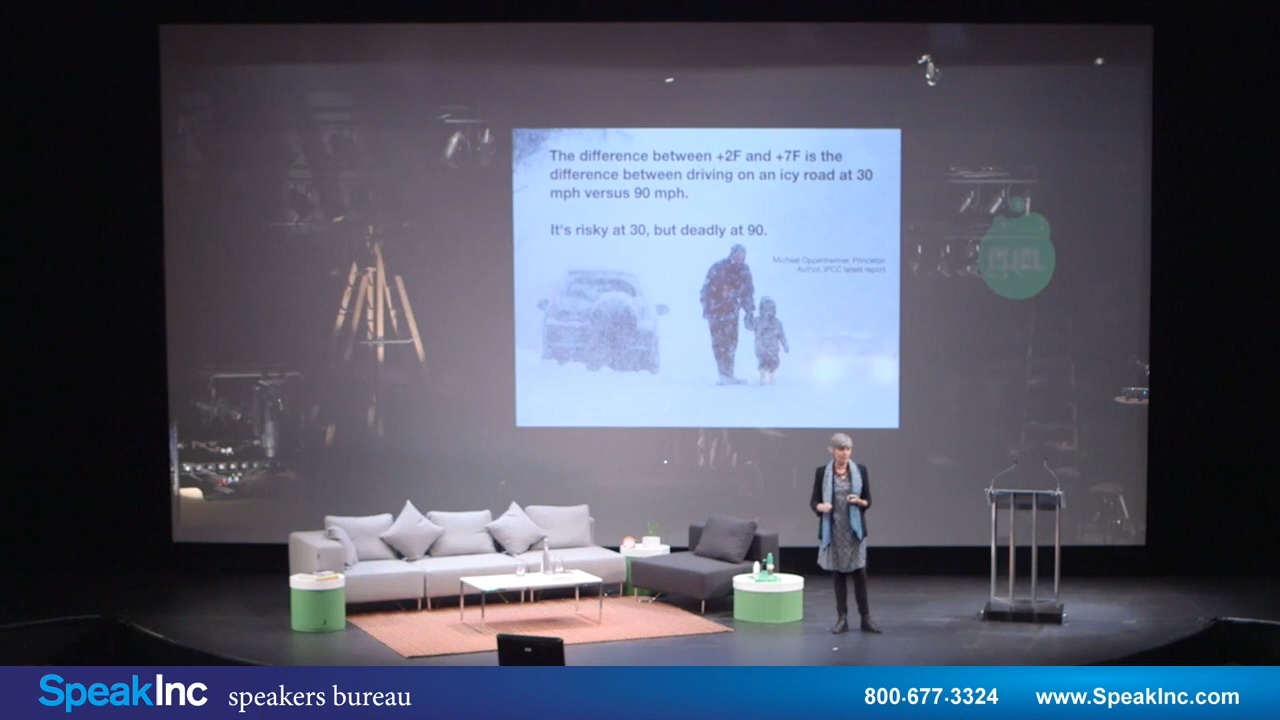 The difference between +2F and +7F is the
difference between driving on an icy road at 30
mph versus 90 mph.
It's risky at 30, but deadly at 90.
Michael Oppenheimer, Princeton
Author, IPCC latest report
SpeakInc speakers bureau
800-677-3324
www.SpeakInc.com